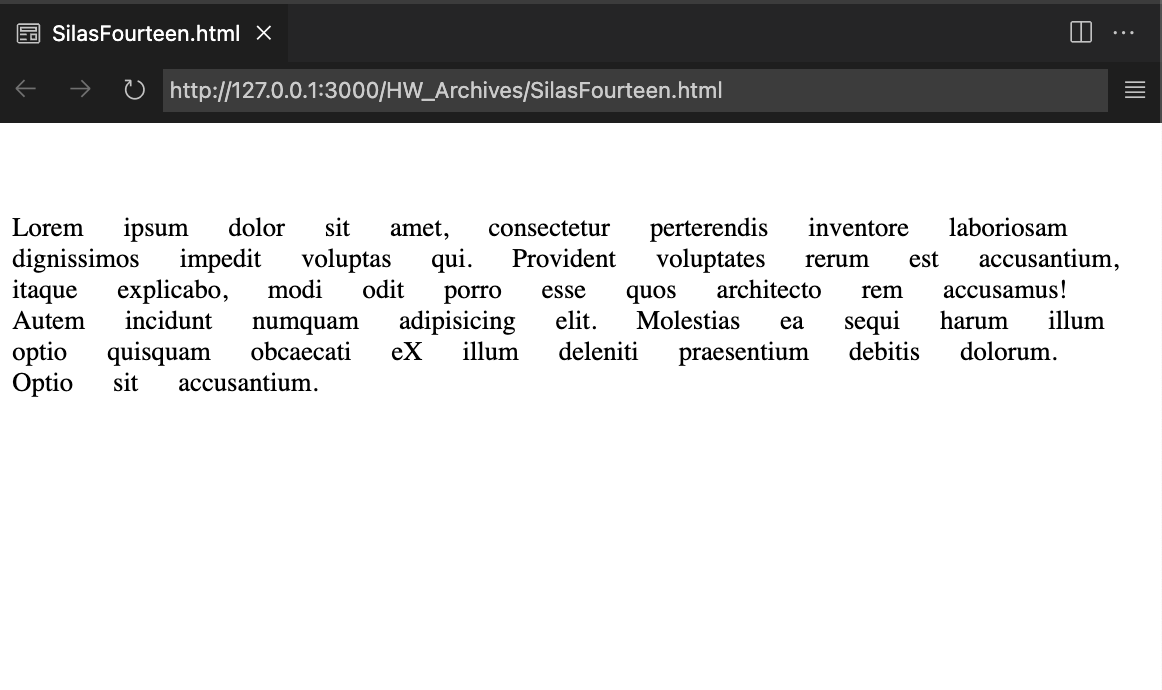 SilasFourteen.html
http://127.0.0.1:3000/HW_Archives/SilasFourteen.html
Lorem ipsum dolor sit amet, consectetur perterendis inventore laboriosam
dignissimos impedit voluptas qui. Provident voluptates rerum est accusantium,
itaque explicabo, modi odit porro esse quos architecto rem accusamus!
Autem incidunt numquam adipisicing elit. Molestias ea sequi harum illum
optio quisquam obcaecati eX illum deleniti praesentium debitis dolorum.
Optio sit accusantium.